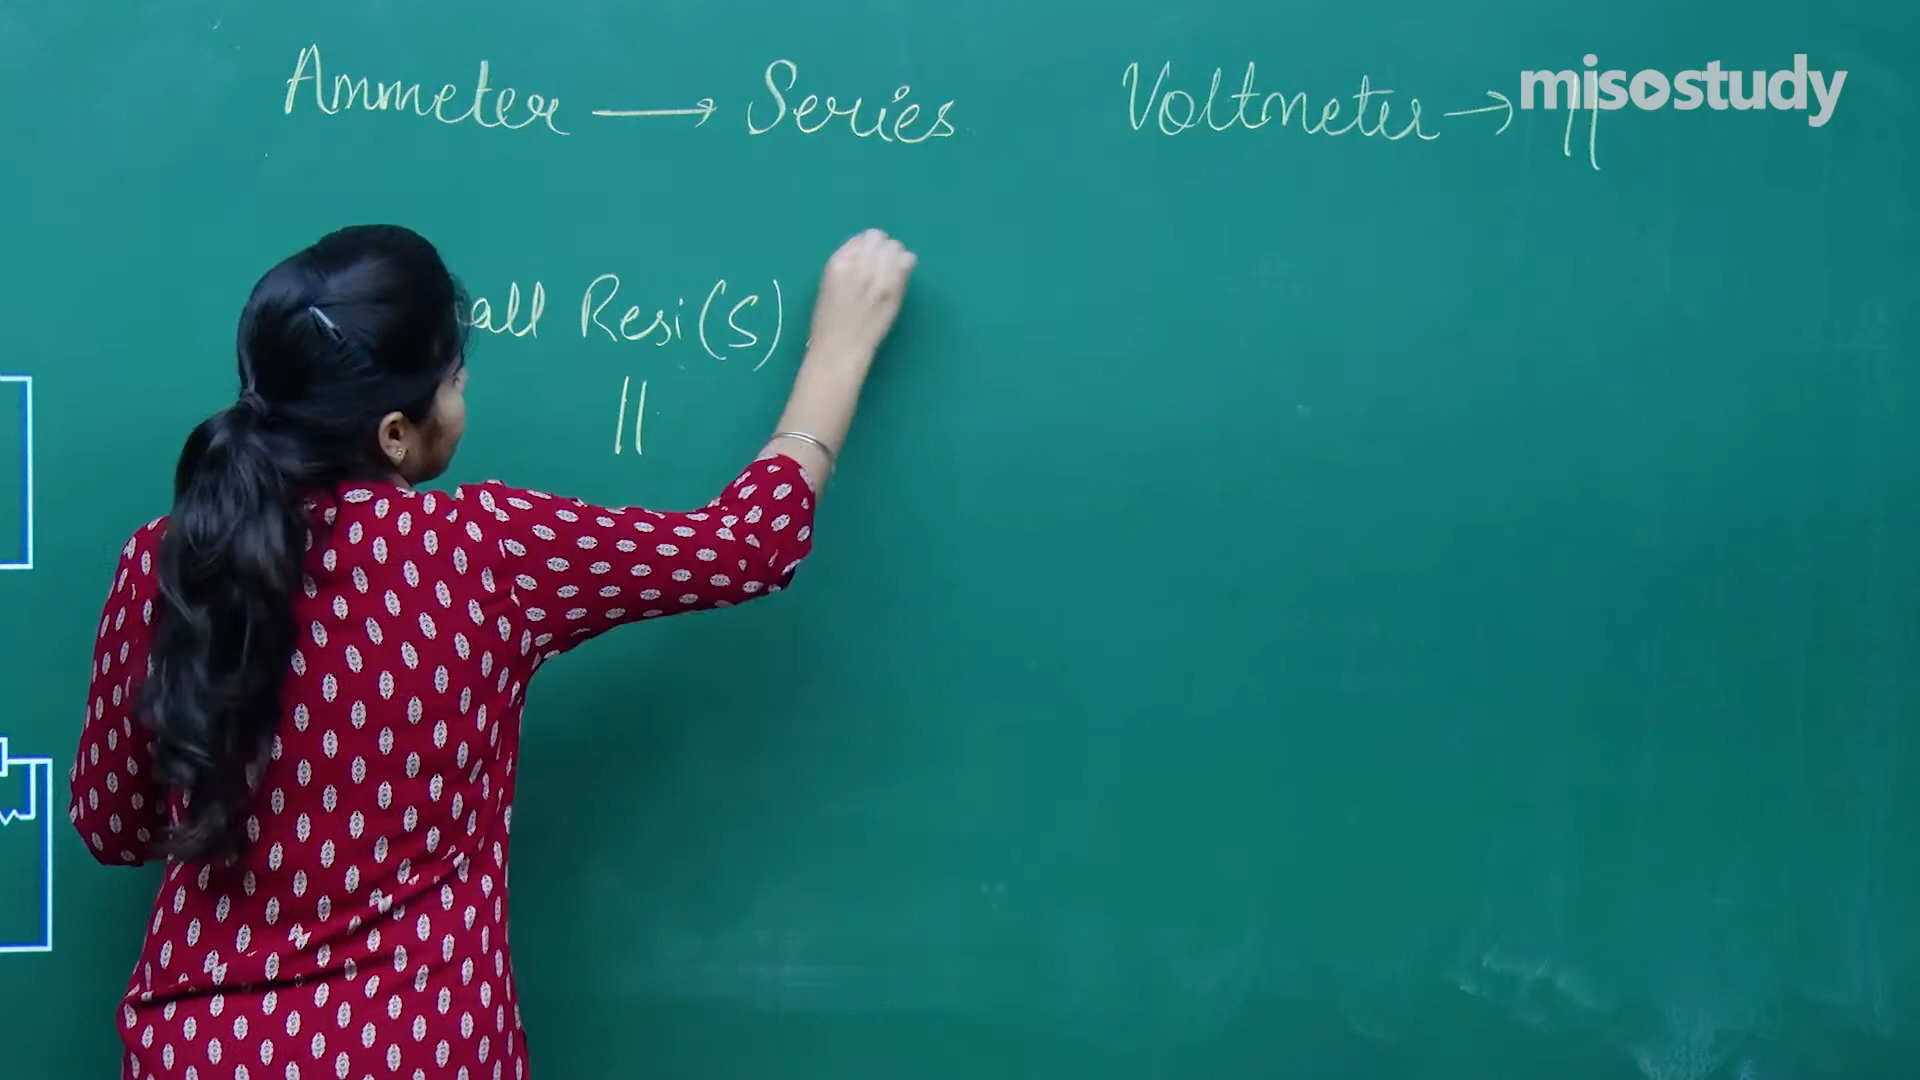 Ammeter → Series
Voltmeter → ||
misostudy
all Resi(S)
||